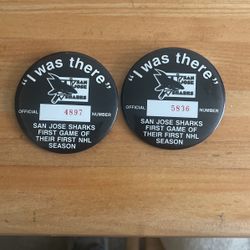 "I was there"
SAN JOSE
SHARKS
OFFICIAL 4897 NUMBER
SAN JOSE SHARKS
FIRST GAME OF
THEIR FIRST NHL
SEASON
"I was there"
SAN JOSE
SHARKS
OFFICIAL 5836 NUMBER
SAN JOSE SHARKS
FIRST GAME OF
THEIR FIRST NHL
SEASON